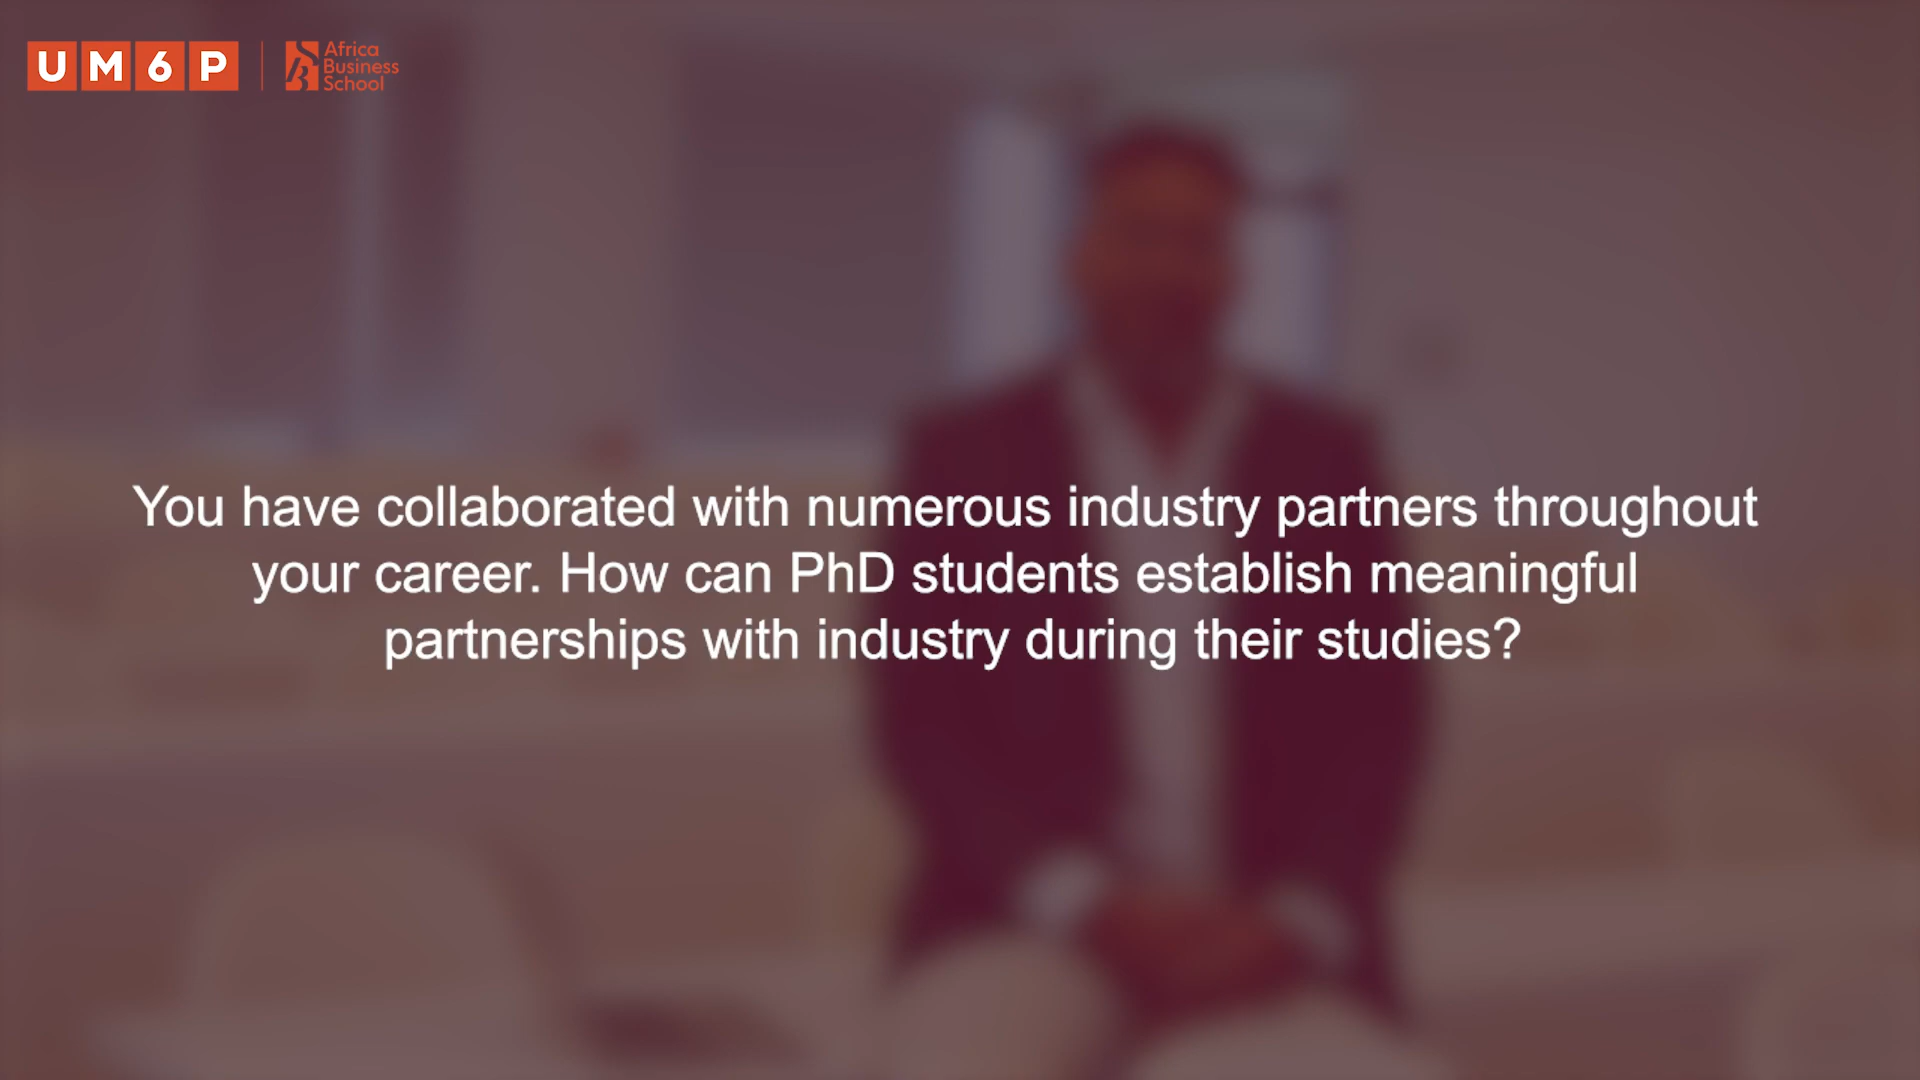 UM6P
Africa
Business
School
You have collaborated with numerous industry partners throughout
your career. How can PhD students establish meaningful
partnerships with industry during their studies?